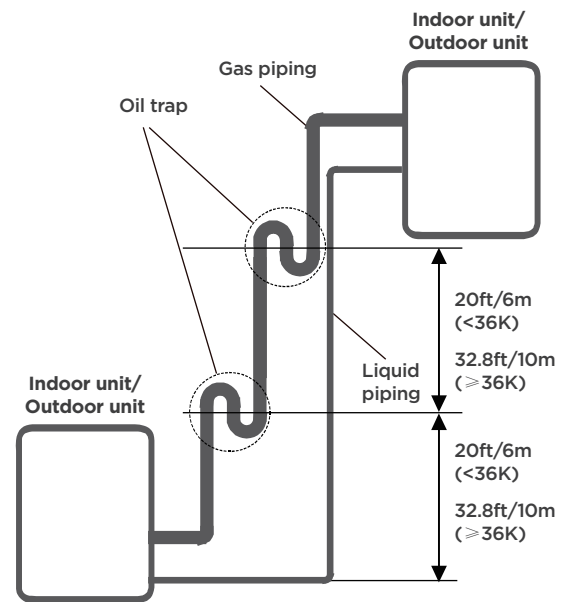 Indoor unit/
Outdoor unit
Gas piping
Oil trap
20ft/6m
(<36K)
32.8ft/10m
(⩾36K)
Liquid
piping
Indoor unit/
Outdoor unit
20ft/6m
(<36K)
32.8ft/10m
(⩾36K)